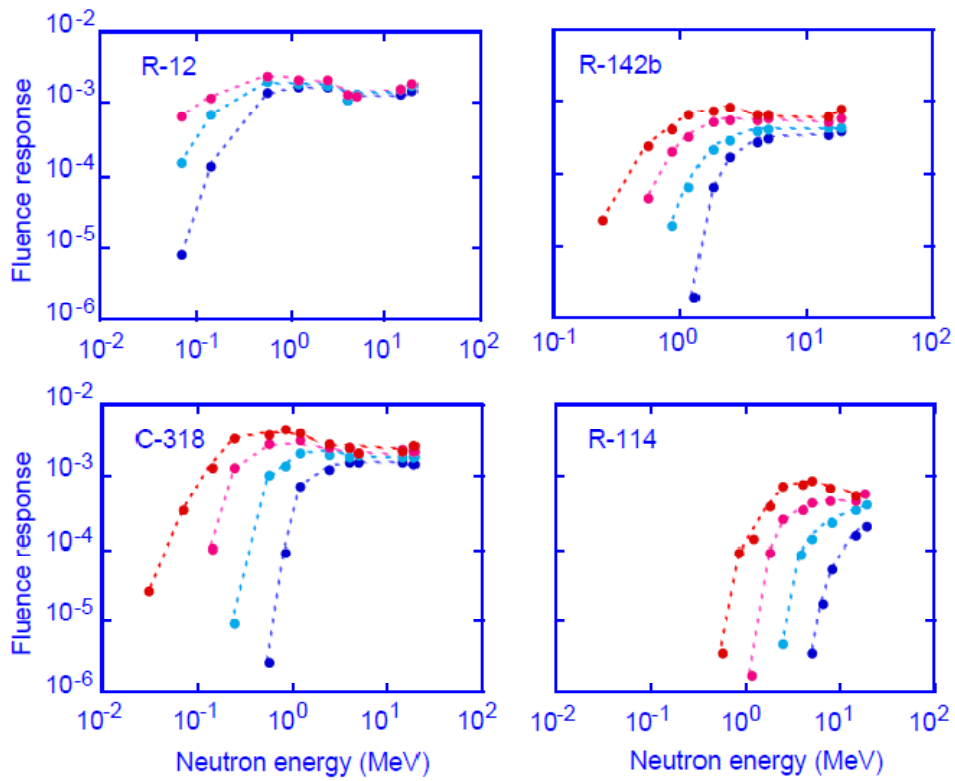 10⁻²
10⁻³
10⁻⁴
10⁻⁵
10⁻⁶
Fluence response
R-12
10⁻² 10⁻¹ 10⁰ 10¹ 10²
R-142b
10⁻¹ 10⁰ 10¹ 10²
10⁻²
10⁻³
10⁻⁴
10⁻⁵
10⁻⁶
Fluence response
C-318
10⁻² 10⁻¹ 10⁰ 10¹ 10²
Neutron energy (MeV)
R-114
10⁻² 10⁻¹ 10⁰ 10¹ 10²
Neutron energy (MeV)